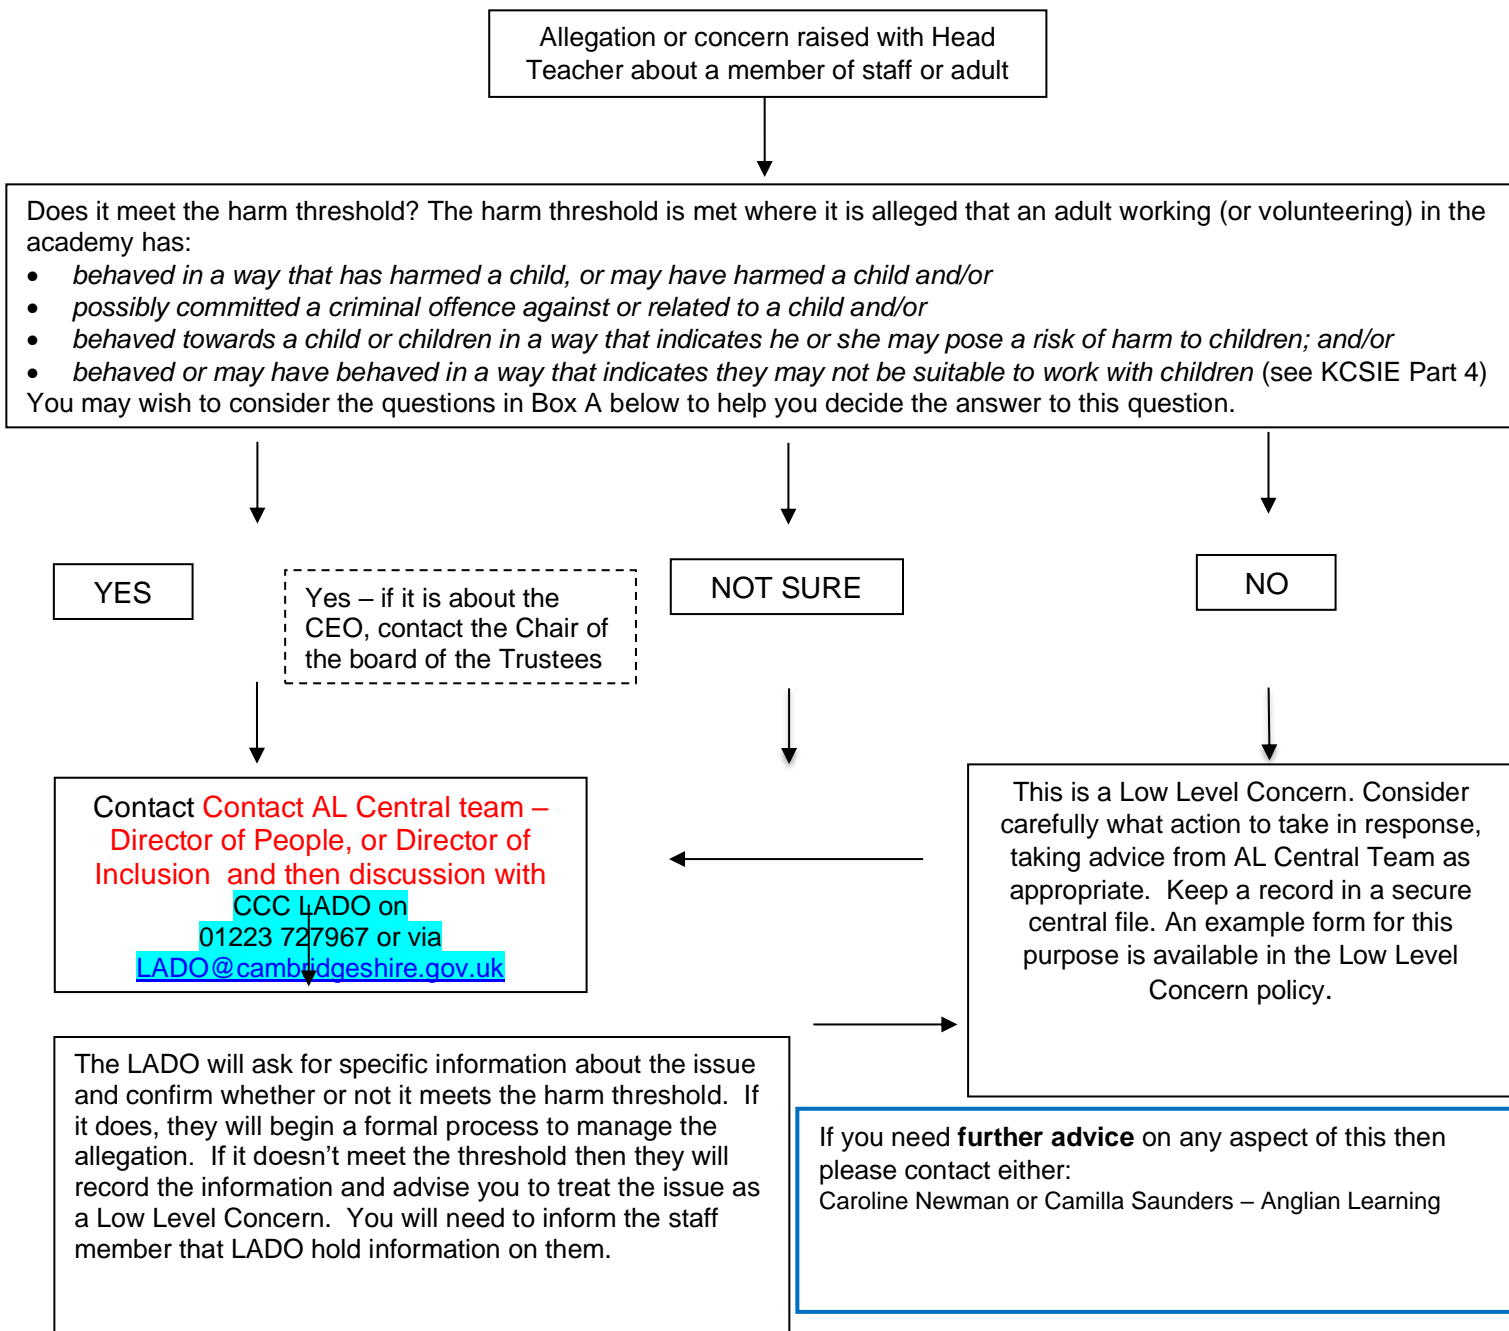 Allegation or concern raised with Head
Teacher about a member of staff or adult
Does it meet the harm threshold? The harm threshold is met where it is alleged that an adult working (or volunteering) in the
academy has:
• behaved in a way that has harmed a child, or may have harmed a child and/or
• possibly committed a criminal offence against or related to a child and/or
• behaved towards a child or children in a way that indicates he or she may pose a risk of harm to children; and/or
• behaved or may have behaved in a way that indicates they may not be suitable to work with children (see KCSIE Part 4)
You may wish to consider the questions in Box A below to help you decide the answer to this question.
YES
Yes – if it is about the
CEO, contact the Chair of
the board of the Trustees
NOT SURE
NO
Contact Contact AL Central team –
Director of People, or Director of
Inclusion  and then discussion with
CCC LADO on
01223 727967 or via
LADO@cambridgeshire.gov.uk
This is a Low Level Concern. Consider
carefully what action to take in response,
taking advice from AL Central Team as
appropriate.  Keep a record in a secure
central file. An example form for this
purpose is available in the Low Level
Concern policy.
The LADO will ask for specific information about the issue
and confirm whether or not it meets the harm threshold.  If
it does, they will begin a formal process to manage the
allegation.  If it doesn't meet the threshold then they will
record the information and advise you to treat the issue as
a Low Level Concern.  You will need to inform the staff
member that LADO hold information on them.
If you need further advice on any aspect of this then
please contact either:
Caroline Newman or Camilla Saunders – Anglian Learning